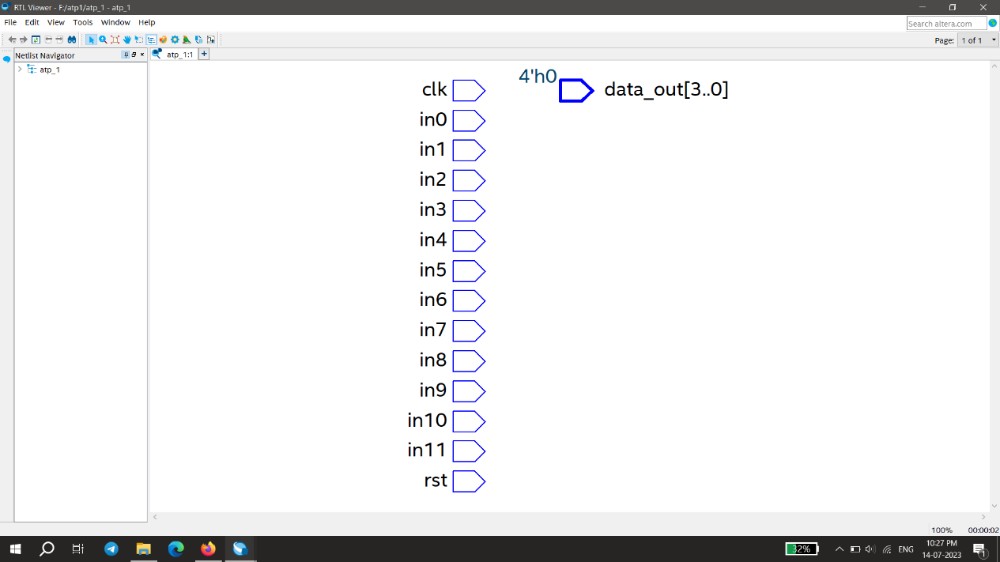 RTL Viewer - F:/atp1/atp_1 - atp_1
File Edit View Tools Window Help
Search altera.com
Page: 1 of 1
Netlist Navigator
atp_1:1
atp_1
4'h0
clk
data_out[3..0]
in0
in1
in2
in3
in4
in5
in6
in7
in8
in9
in10
in11
rst
100% 00:00:02
32%
ENG
10:27 PM
14-07-2023
1